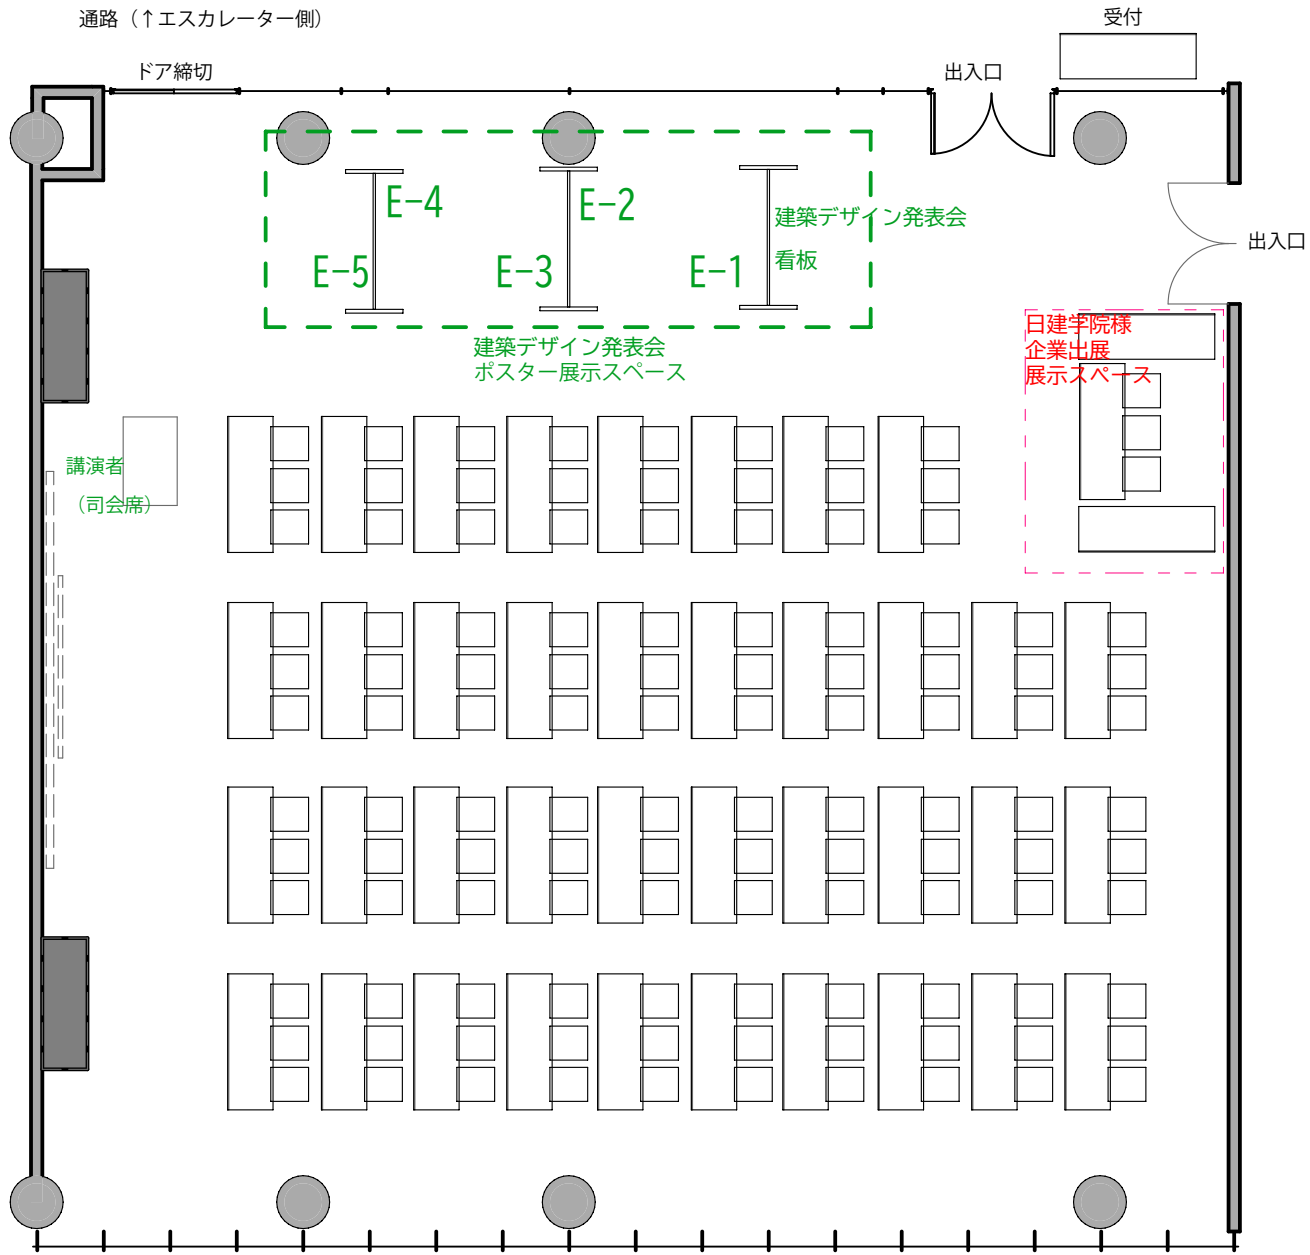 通路（↑エスカレーター側）
受付
ドア締切
出入口
E-4
E-2
建築デザイン発表会
看板
出入口
E-5
E-3
E-1
建築デザイン発表会
ポスター展示スペース
日建学院様
企業出展
展示スペース
講演者
（司会席）